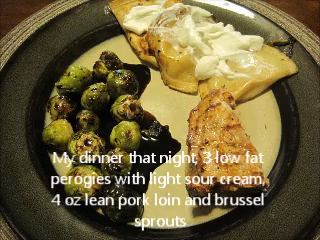 My dinner that night, 3 low fat
perogies with light sour cream,
4 oz lean pork loin and brussel
sprouts